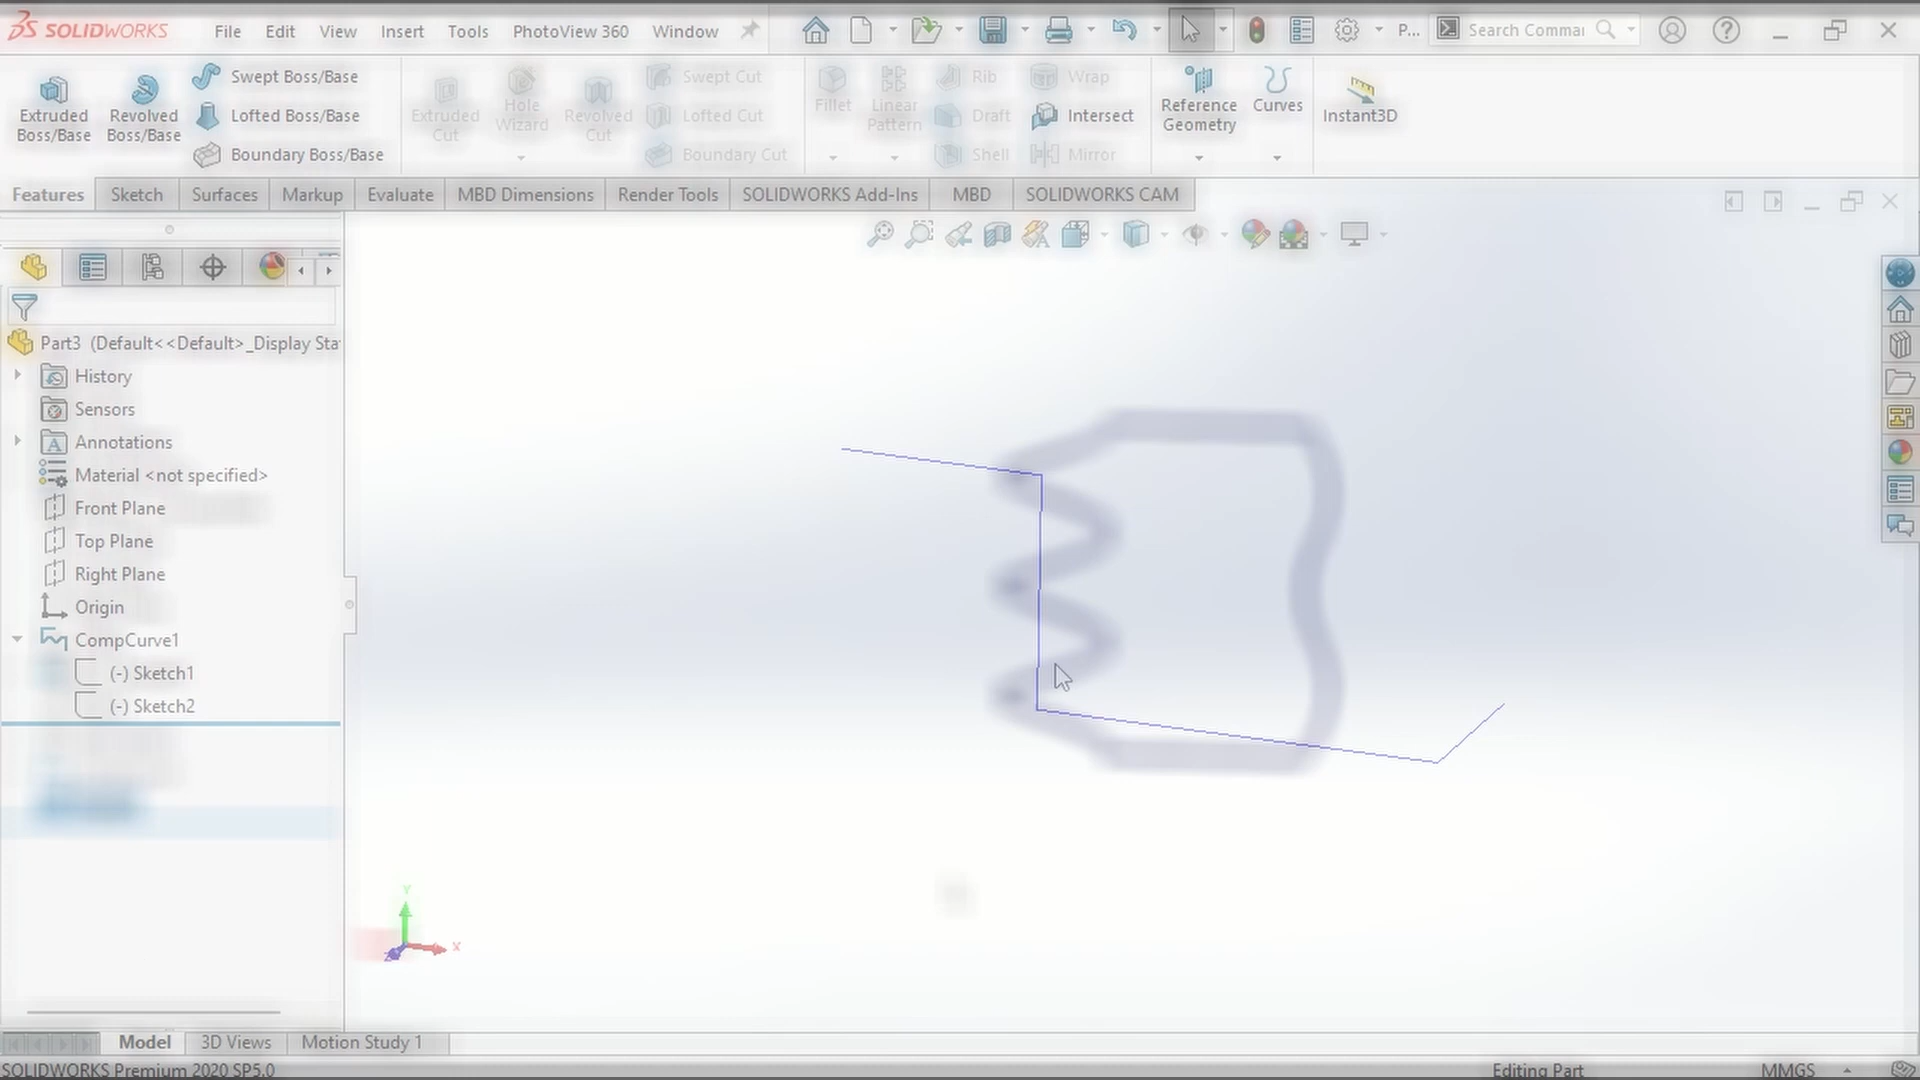 SOLIDWORKS File Edit View Insert Tools PhotoView 360 Window P... Search Commai
Extruded Boss/Base
Revolved Boss/Base
Swept Boss/Base
Lofted Boss/Base
Boundary Boss/Base
Extruded Cut
Hole Wizard
Revolved Cut
Swept Cut
Lofted Cut
Boundary Cut
Fillet
Linear Pattern
Rib
Draft
Shell
Wrap
Intersect
Mirror
Reference Geometry
Curves
Instant3D
Features Sketch Surfaces Markup Evaluate MBD Dimensions Render Tools SOLIDWORKS Add-Ins MBD SOLIDWORKS CAM
Part3 (Default<<Default>_Display Sta
History
Sensors
Annotations
Material <not specified>
Front Plane
Top Plane
Right Plane
Origin
CompCurve1
(-) Sketch1
(-) Sketch2
Y
X
Z
Model 3D Views Motion Study 1
SOLIDWORKS Premium 2020 SP5.0 Editing Part MMGS